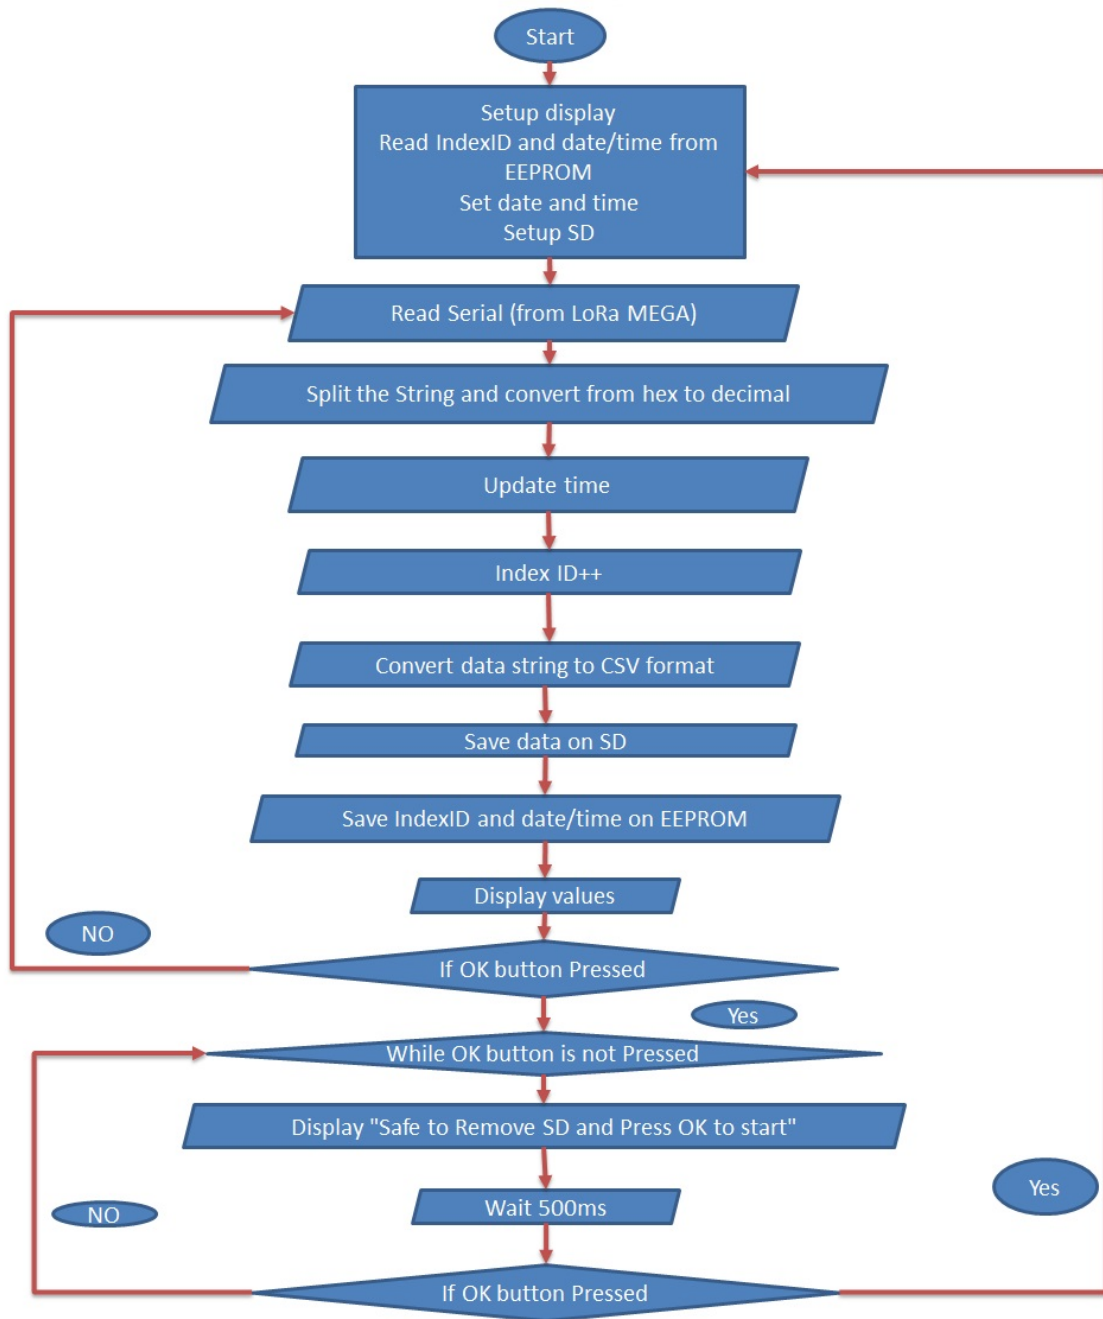 Start
Setup display
Read IndexID and date/time from
EEPROM
Set date and time
Setup SD
Read Serial (from LoRa MEGA)
Split the String and convert from hex to decimal
Update time
Index ID++
Convert data string to CSV format
Save data on SD
Save IndexID and date/time on EEPROM
Display values
NO
If OK button Pressed
Yes
While OK button is not Pressed
Display "Safe to Remove SD and Press OK to start"
Yes
Wait 500ms
NO
If OK button Pressed